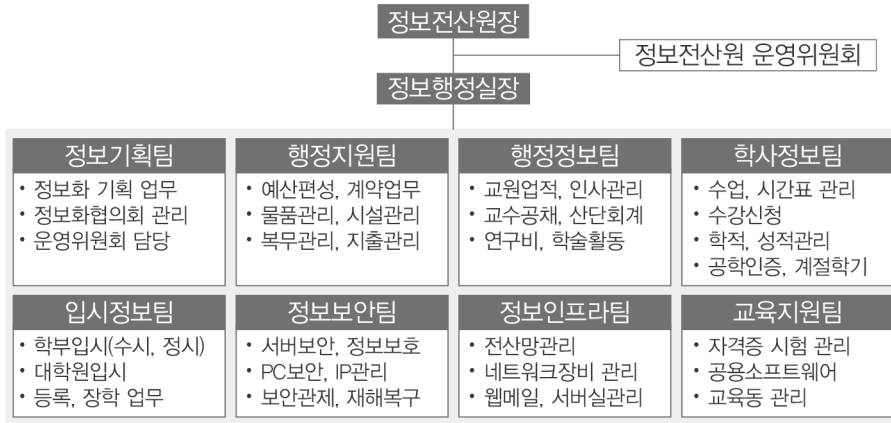 정보전산원장
정보전산원 운영위원회
정보행정실장
정보기획팀
• 정보화 기획 업무
• 정보화협의회 관리
• 운영위원회 담당
행정지원팀
• 예산편성, 계약업무
• 물품관리, 시설관리
• 복무관리, 지출관리
행정정보팀
• 교원업적, 인사관리
• 교수공채, 산단회계
• 연구비, 학술활동
학사정보팀
• 수업, 시간표 관리
• 수강신청
• 학적, 성적관리
• 공학인증, 계절학기
입시정보팀
• 학부입시(수시, 정시)
• 대학원입시
• 등록, 장학 업무
정보보안팀
• 서버보안, 정보보호
• PC보안, IP관리
• 보안관제, 재해복구
정보인프라팀
• 전산망관리
• 네트워크장비 관리
• 웹메일, 서버실관리
교육지원팀
• 자격증 시험 관리
• 공용소프트웨어
• 교육동 관리